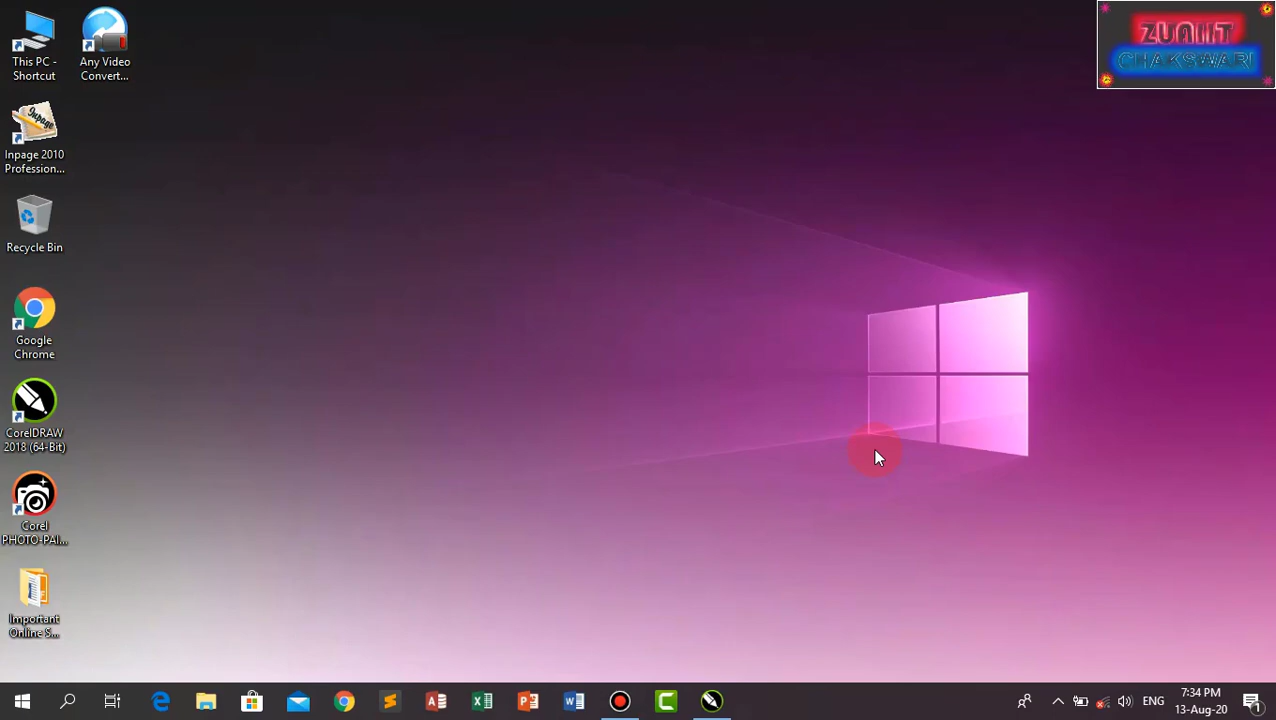 This PC -
Shortcut
Any Video
Convert...
Inpage 2010
Profession...
Recycle Bin
Google
Chrome
CorelDRAW
2018 (64-Bit)
Corel
PHOTO-PAI...
Important
Online S...
ZUAIIT
CHAKSWARI
ENG
7:34 PM
13-Aug-20